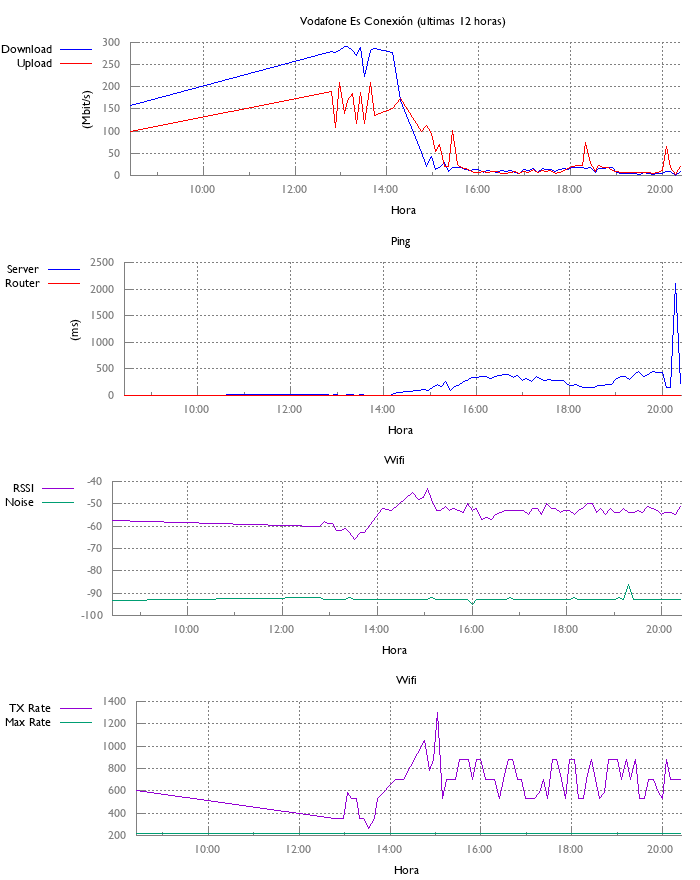 Vodafone Es Conexión (ultimas 12 horas)
Download
Upload
300
250
200
150
100
50
0
(Mbit/s)
10:00 12:00 14:00 16:00 18:00 20:00
Hora
Ping
Server
Router
2500
2000
1500
1000
500
0
(ms)
10:00 12:00 14:00 16:00 18:00 20:00
Hora
Wifi
RSSI
Noise
-40
-50
-60
-70
-80
-90
-100
10:00 12:00 14:00 16:00 18:00 20:00
Hora
Wifi
TX Rate
Max Rate
1400
1200
1000
800
600
400
200
10:00 12:00 14:00 16:00 18:00 20:00
Hora